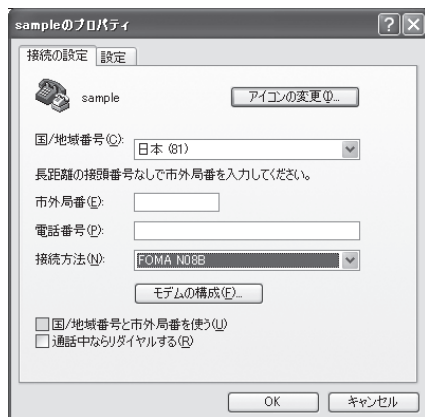 sampleのプロパティ
接続の設定 設定
sample アイコンの変更(I)...
国/地域番号(C): 日本 (81)
長距離の接頭番号なしで市外局番を入力してください。
市外局番(E):
電話番号(P):
接続方法(N): FOMA N08B
モデムの構成(F)...
国/地域番号と市外局番を使う(U)
通話中ならリダイヤルする(R)
OK キャンセル